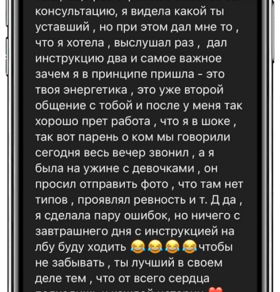 консультацию, я видела какой ты
уставший , но при этом дал мне то ,
что я хотела , выслушал раз , дал
инструкцию два и самое важное
зачем я в принципе пришла - это
твоя энергетика , это уже второй
общение с тобой и после у меня так
хорошо прет работа , что я в шоке ,
так вот парень о ком мы говорили
сегодня весь вечер звонил , а я
была на ужине с девочками , он
просил отправить фото , что там нет
типов , проявлял ревность и т. Д да ,
я сделала пару ошибок, но ничего с
завтрашнего дня с инструкцией на
лбу буду ходить 😂😂😂😂чтобы
не забывать , ты лучший в своем
деле тем , что от всего сердца